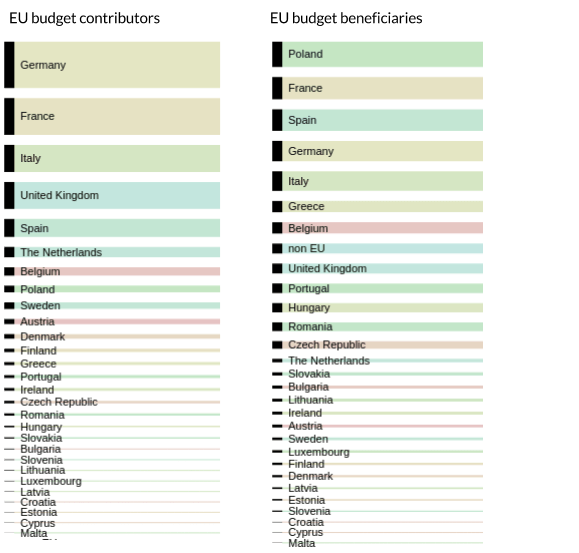 EU budget contributors
Germany
France
Italy
United Kingdom
Spain
The Netherlands
Belgium
Poland
Sweden
Austria
Denmark
Finland
Greece
Portugal
Ireland
Czech Republic
Romania
Hungary
Slovakia
Bulgaria
Slovenia
Lithuania
Luxembourg
Latvia
Croatia
Estonia
Cyprus
Malta
EU budget beneficiaries
Poland
France
Spain
Germany
Italy
Greece
Belgium
non EU
United Kingdom
Portugal
Hungary
Romania
Czech Republic
The Netherlands
Slovakia
Bulgaria
Lithuania
Ireland
Austria
Sweden
Luxembourg
Finland
Denmark
Latvia
Estonia
Slovenia
Croatia
Cyprus
Malta